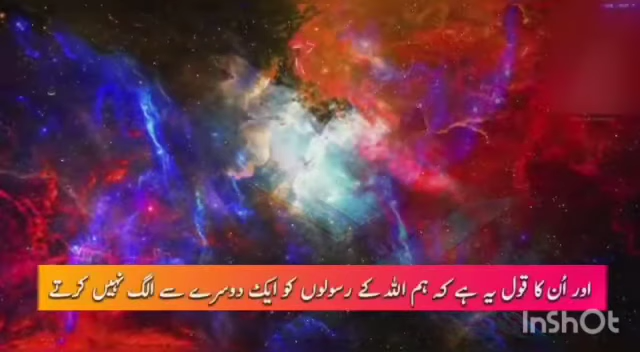 اور اُن کا قول یہ ہے کہ ہم اللہ کے رسولوں کو ایک دوسرے سے الگ نہیں کرتے
InShOt